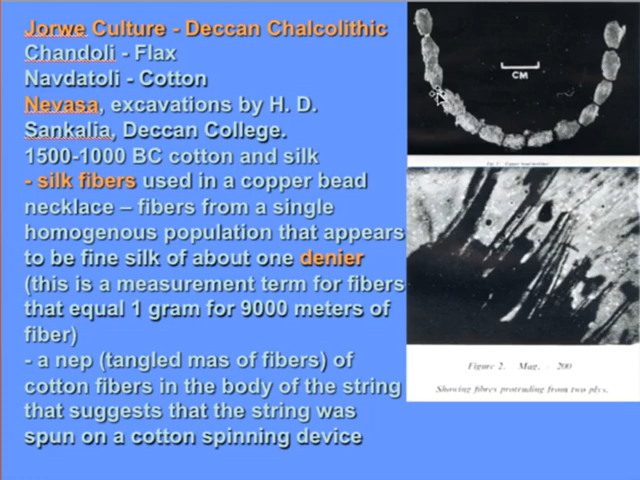 Jorwe Culture - Deccan Chalcolithic
Chandoli - Flax
Navdatoli - Cotton
Nevasa, excavations by H. D.
Sankalia, Deccan College.
1500-1000 BC cotton and silk
- silk fibers used in a copper bead
necklace – fibers from a single
homogenous population that appears
to be fine silk of about one denier
(this is a measurement term for fibers
that equal 1 gram for 9000 meters of
fiber)
- a nep (tangled mas of fibers) of
cotton fibers in the body of the string
that suggests that the string was
spun on a cotton spinning device
CM
Figure 2. Mag. 200
Showing fibres protruding from two plys.